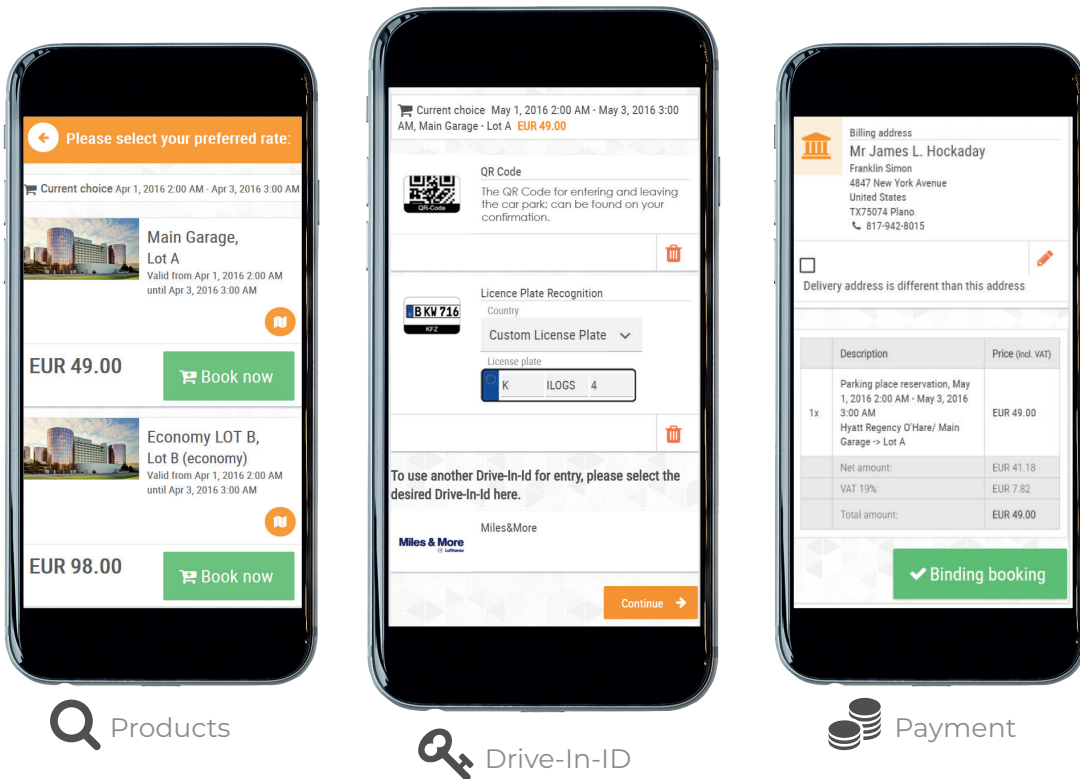 Please select your preferred rate:
Current choice Apr 1, 2016 2:00 AM - Apr 3, 2016 3:00 AM
Main Garage,
Lot A
Valid from Apr 1, 2016 2:00 AM
until Apr 3, 2016 3:00 AM
EUR 49.00
Book now
Economy LOT B,
Lot B (economy)
Valid from Apr 1, 2016 2:00 AM
until Apr 3, 2016 3:00 AM
EUR 98.00
Book now
Products
Current choice May 1, 2016 2:00 AM - May 3, 2016 3:00
AM, Main Garage - Lot A EUR 49.00
QR Code
QR-Code
The QR Code for entering and leaving
the car park; can be found on your
confirmation.
Licence Plate Recognition
B KW 716
KFZ
Country
Custom License Plate
License plate
K ILOGS 4
To use another Drive-In-Id for entry, please select the
desired Drive-In-Id here.
Miles & More
Lufthansa
Miles&More
Continue
Drive-In-ID
Billing address
Mr James L. Hockaday
Franklin Simon
4847 New York Avenue
United States
TX75074 Plano
817-942-8015
Delivery address is different than this address
Description Price (incl. VAT)
1x Parking place reservation, May
1, 2016 2:00 AM - May 3, 2016
3:00 AM EUR 49.00
Hyatt Regency O'Hare/ Main
Garage -> Lot A
Net amount: EUR 41.18
VAT 19%: EUR 7.82
Total amount: EUR 49.00
Binding booking
Payment